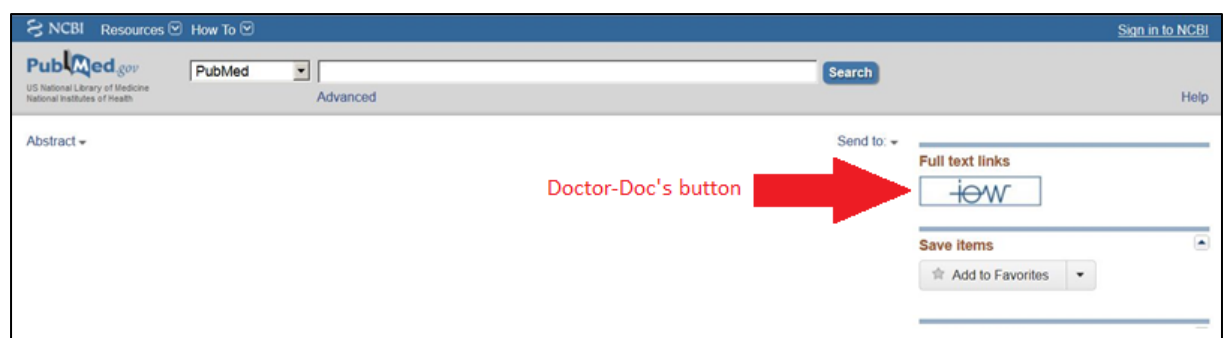 NCBI Resources How To Sign in to NCBI
PubMed.gov
US National Library of Medicine
National Institutes of Health
PubMed Search
Advanced Help
Abstract Send to:
Full text links
Doctor-Doc's button
iow
Save items
Add to Favorites